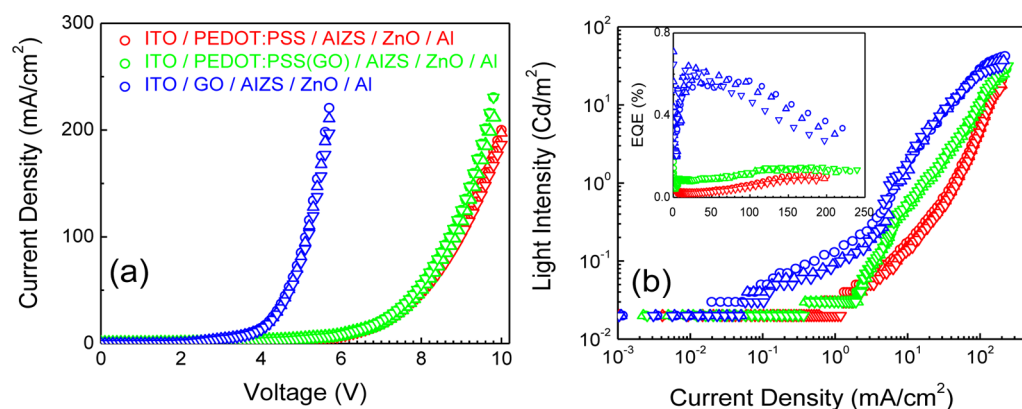 300
200
100
0
Current Density (mA/cm²)
ITO / PEDOT:PSS / AIZS / ZnO / Al
ITO / PEDOT:PSS(GO) / AIZS / ZnO / Al
ITO / GO / AIZS / ZnO / Al
(a)
0 2 4 6 8 10
Voltage (V)
10²
10¹
10⁰
10⁻¹
10⁻²
Light Intensity (Cd/m²)
0.8
0.4
0.0
EQE (%)
0 50 100 150 200 250
(b)
10⁻³ 10⁻² 10⁻¹ 10⁰ 10¹ 10²
Current Density (mA/cm²)